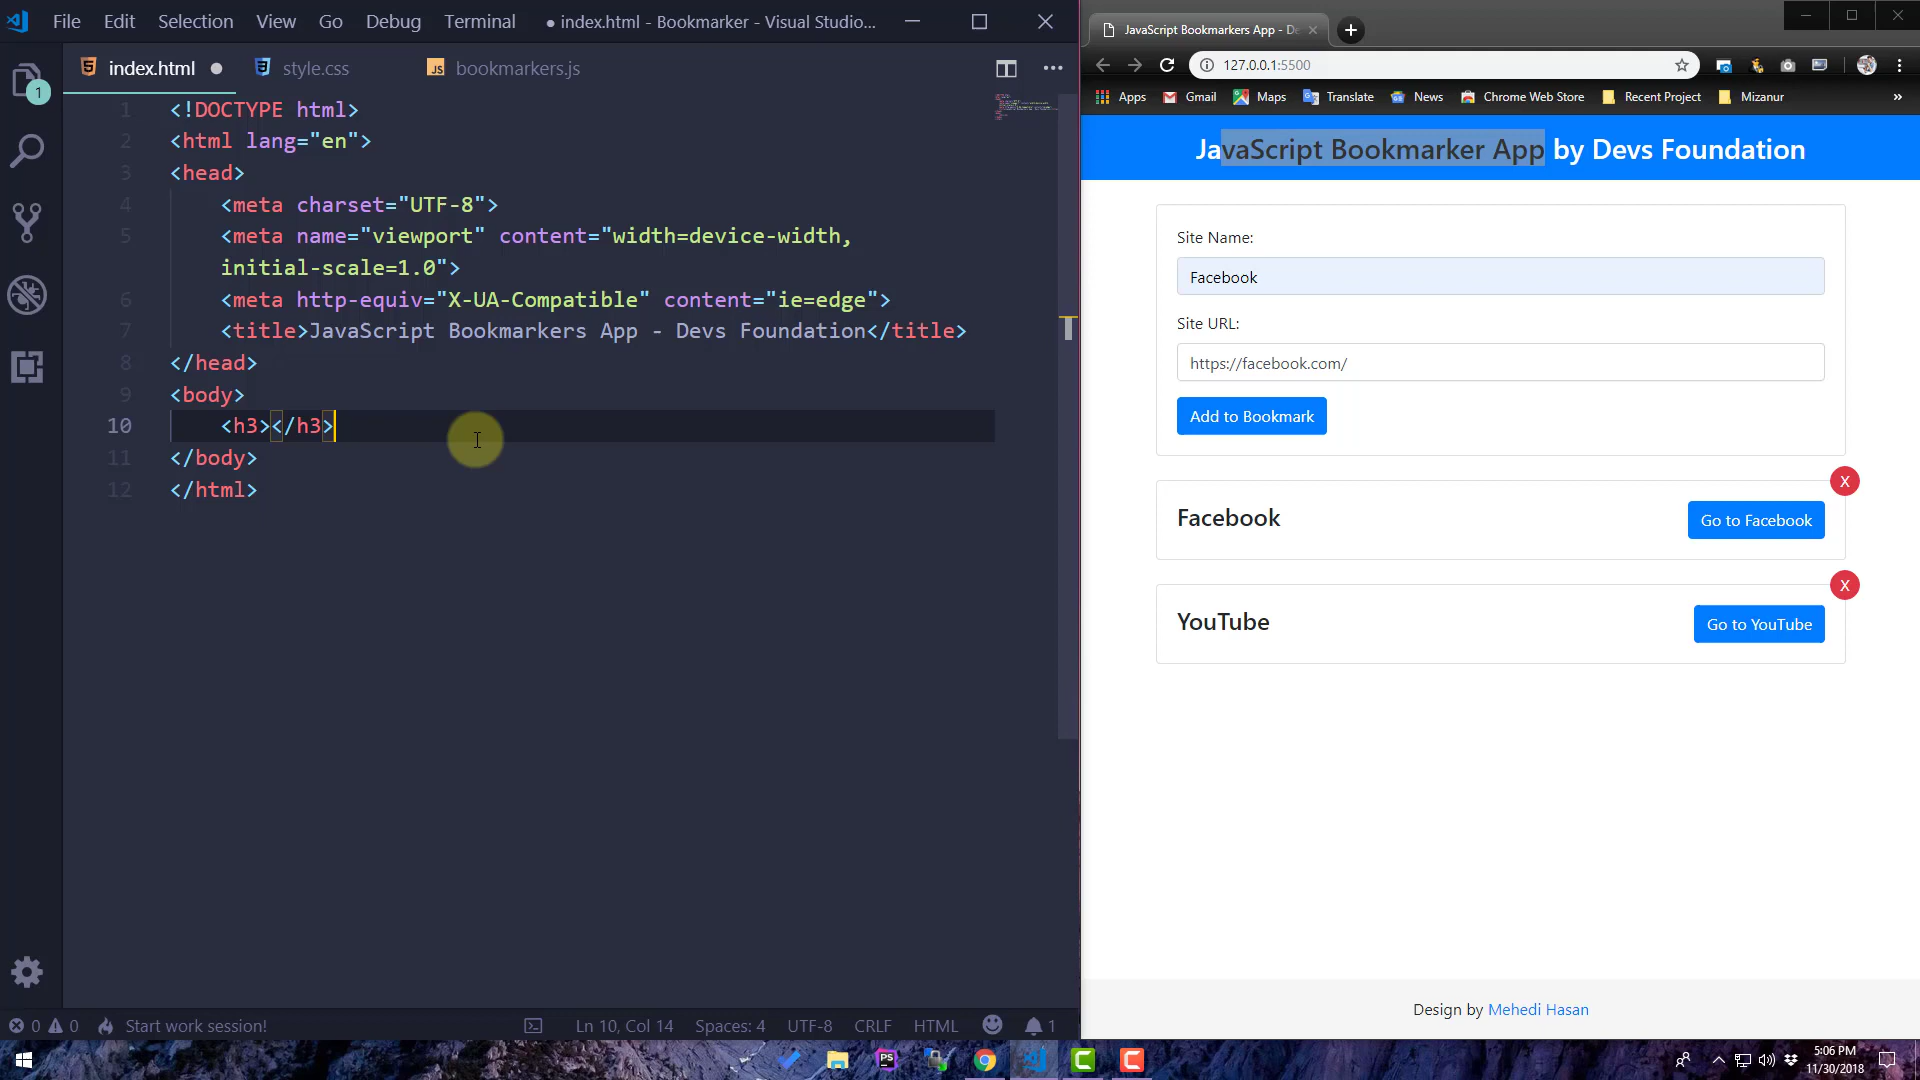 File Edit Selection View Go Debug Terminal ● index.html - Bookmarker - Visual Studio...
1
index.html ● style.css JS bookmarkers.js
1 <!DOCTYPE html>
2 <html lang="en">
3 <head>
4 <meta charset="UTF-8">
5 <meta name="viewport" content="width=device-width,
initial-scale=1.0">
6 <meta http-equiv="X-UA-Compatible" content="ie=edge">
7 <title>JavaScript Bookmarkers App - Devs Foundation</title>
8 </head>
9 <body>
10 <h3></h3>
11 </body>
12 </html>
0 0 Start work session! Ln 10, Col 14 Spaces: 4 UTF-8 CRLF HTML 1
JavaScript Bookmarkers App - De
127.0.0.1:5500
Apps Gmail Maps Translate News Chrome Web Store Recent Project Mizanur »
JavaScript Bookmarker App by Devs Foundation
Site Name:
Facebook
Site URL:
https://facebook.com/
Add to Bookmark
X
Facebook Go to Facebook
X
YouTube Go to YouTube
Design by Mehedi Hasan
PS
5:06 PM
11/30/2018